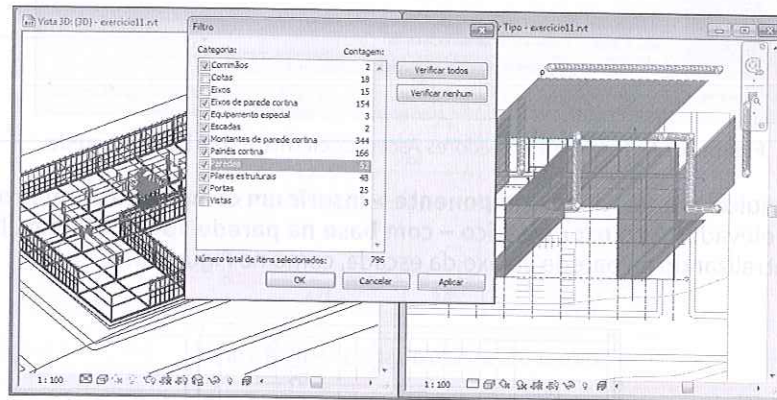 Vista 3D: {3D} - exercicio11.rvt
Filtro
Tipo - exercicio11.rvt
Categoria:
Contagem:
Corrimãos 2
Cotas 18
Eixos 15
Eixos de parede cortina 154
Equipamento especial 3
Escadas 2
Montantes de parede cortina 344
Painéis cortina 166
Paredes
Pilares estruturais 48
Portas 25
Vistas
Verificar todos
Verificar nenhum
Número total de itens selecionados: 796
OK
Cancelar
Aplicar
1 : 100
1 : 100